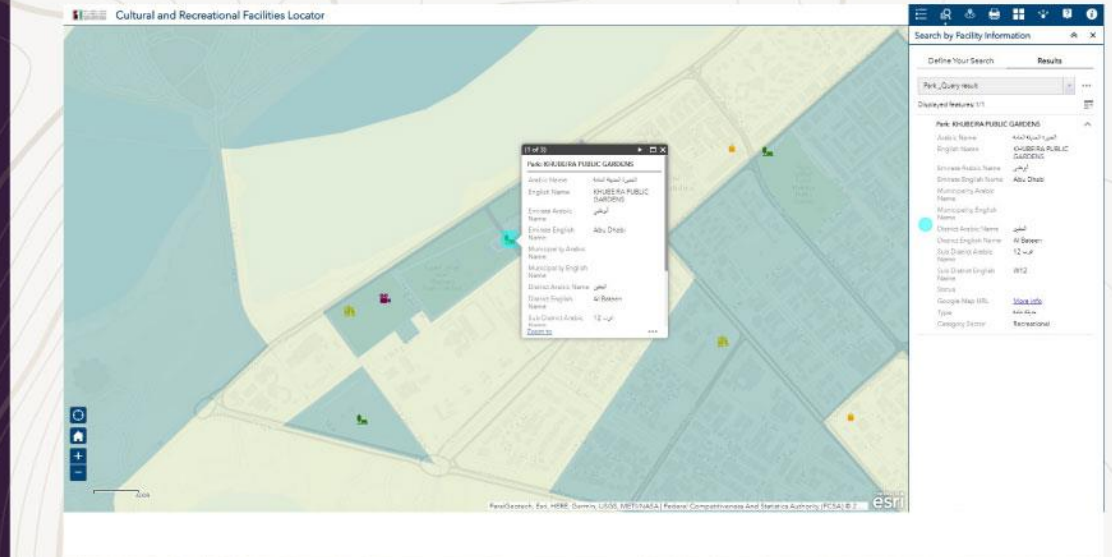 Cultural and Recreational Facilities Locator
Search by Facility Information
Define Your Search
Results
Park _Query result
Displayed features: 1/1
Park: KHUBEIRA PUBLIC GARDENS
Arabic Name
English Name KHUBEIRA PUBLIC
GARDENS
Emirate Arabic Name أبوظبي
Emirate English Name Abu Dhabi
Municipality Arabic
Name
Municipality English
Name
District Arabic Name
District English Name Al Bateen
Sub District Arabic
Name
12 غرب
Sub District English
Name
W12
Status
Google Map URL More info
Type
Category Sector Recreational
(1 of 3)
Park: KHUBEIRA PUBLIC GARDENS
Arabic Name
English Name KHUBEIRA PUBLIC
GARDENS
Emirate Arabic
Name
أبوظبي
Emirate English
Name
Abu Dhabi
Municipality Arabic
Name
Municipality English
Name
District Arabic Name
District English
Name
Al Bateen
Sub District Arabic
Name
12 غرب
Zoom to
esri